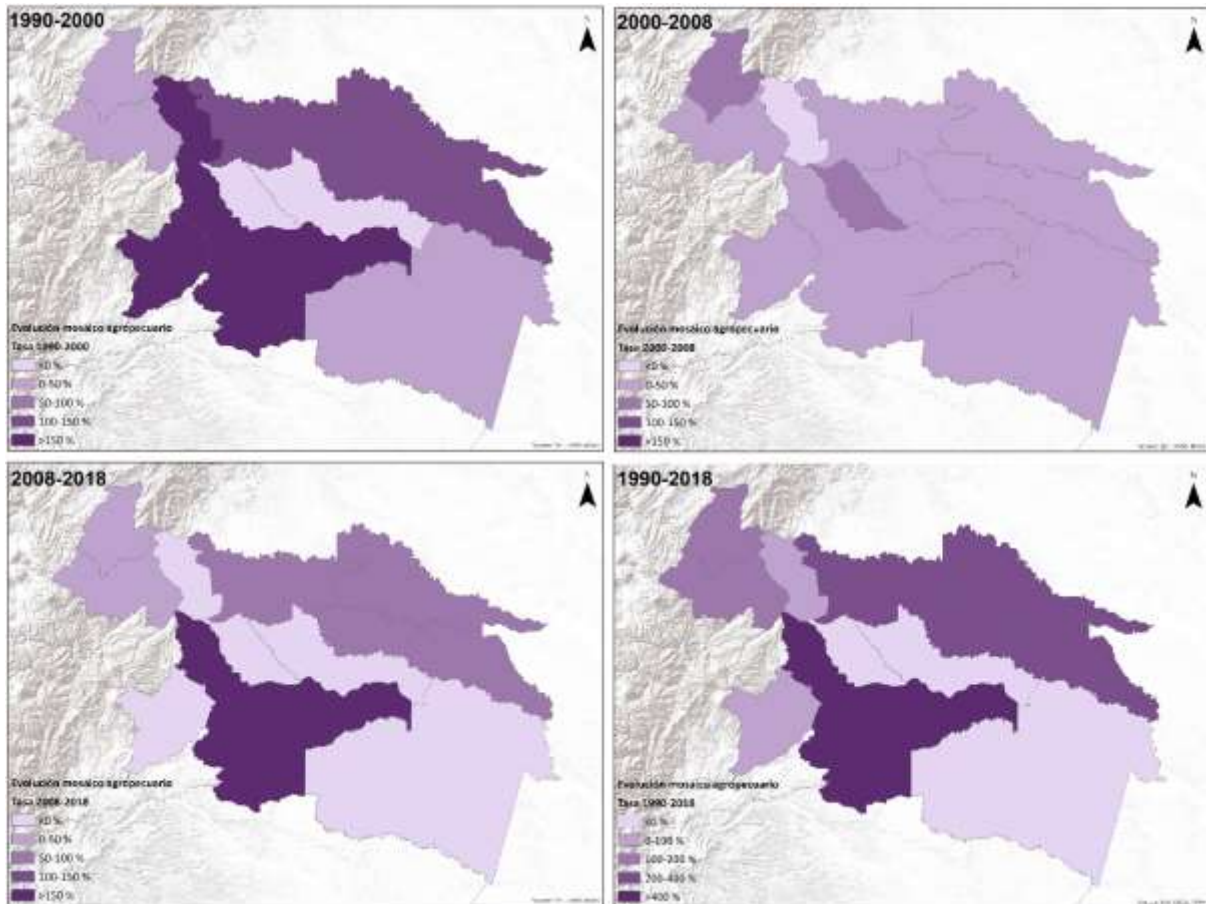 1990-2000
N
Evolución mosaico agropecuario
Tasa 1990-2000
<0 %
0-50 %
50-100 %
100-150 %
>150 %
2000-2008
N
Evolución mosaico agropecuario
Tasa 2000-2008
<0 %
0-50 %
50-100 %
100-150 %
>150 %
2008-2018
N
Evolución mosaico agropecuario
Tasa 2008-2018
<0 %
0-50 %
50-100 %
100-150 %
>150 %
1990-2018
N
Evolución mosaico agropecuario
Tasa 1990-2018
<0 %
0-100 %
100-200 %
200-400 %
>400 %